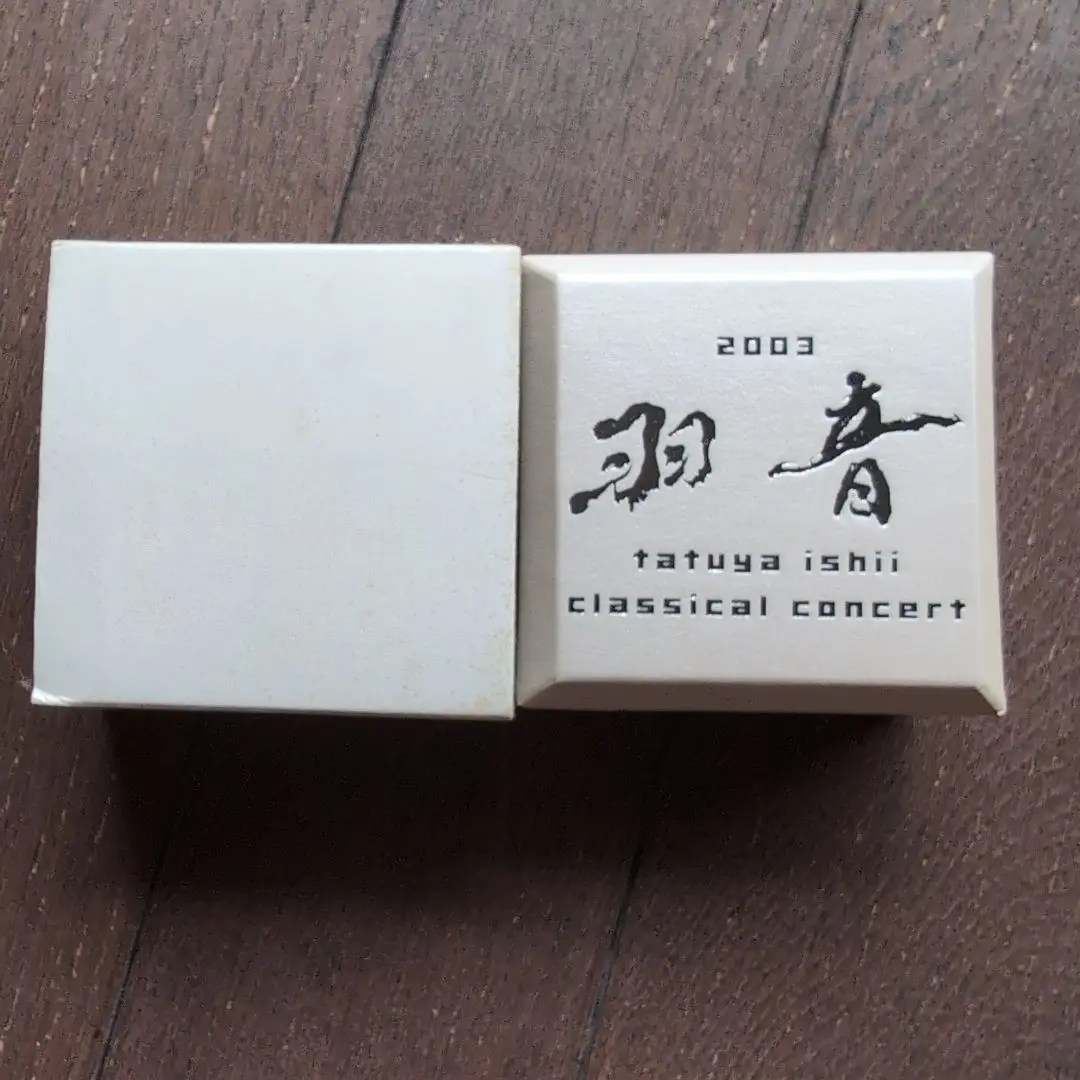 2003
羽音
tatuya ishii
classical concert